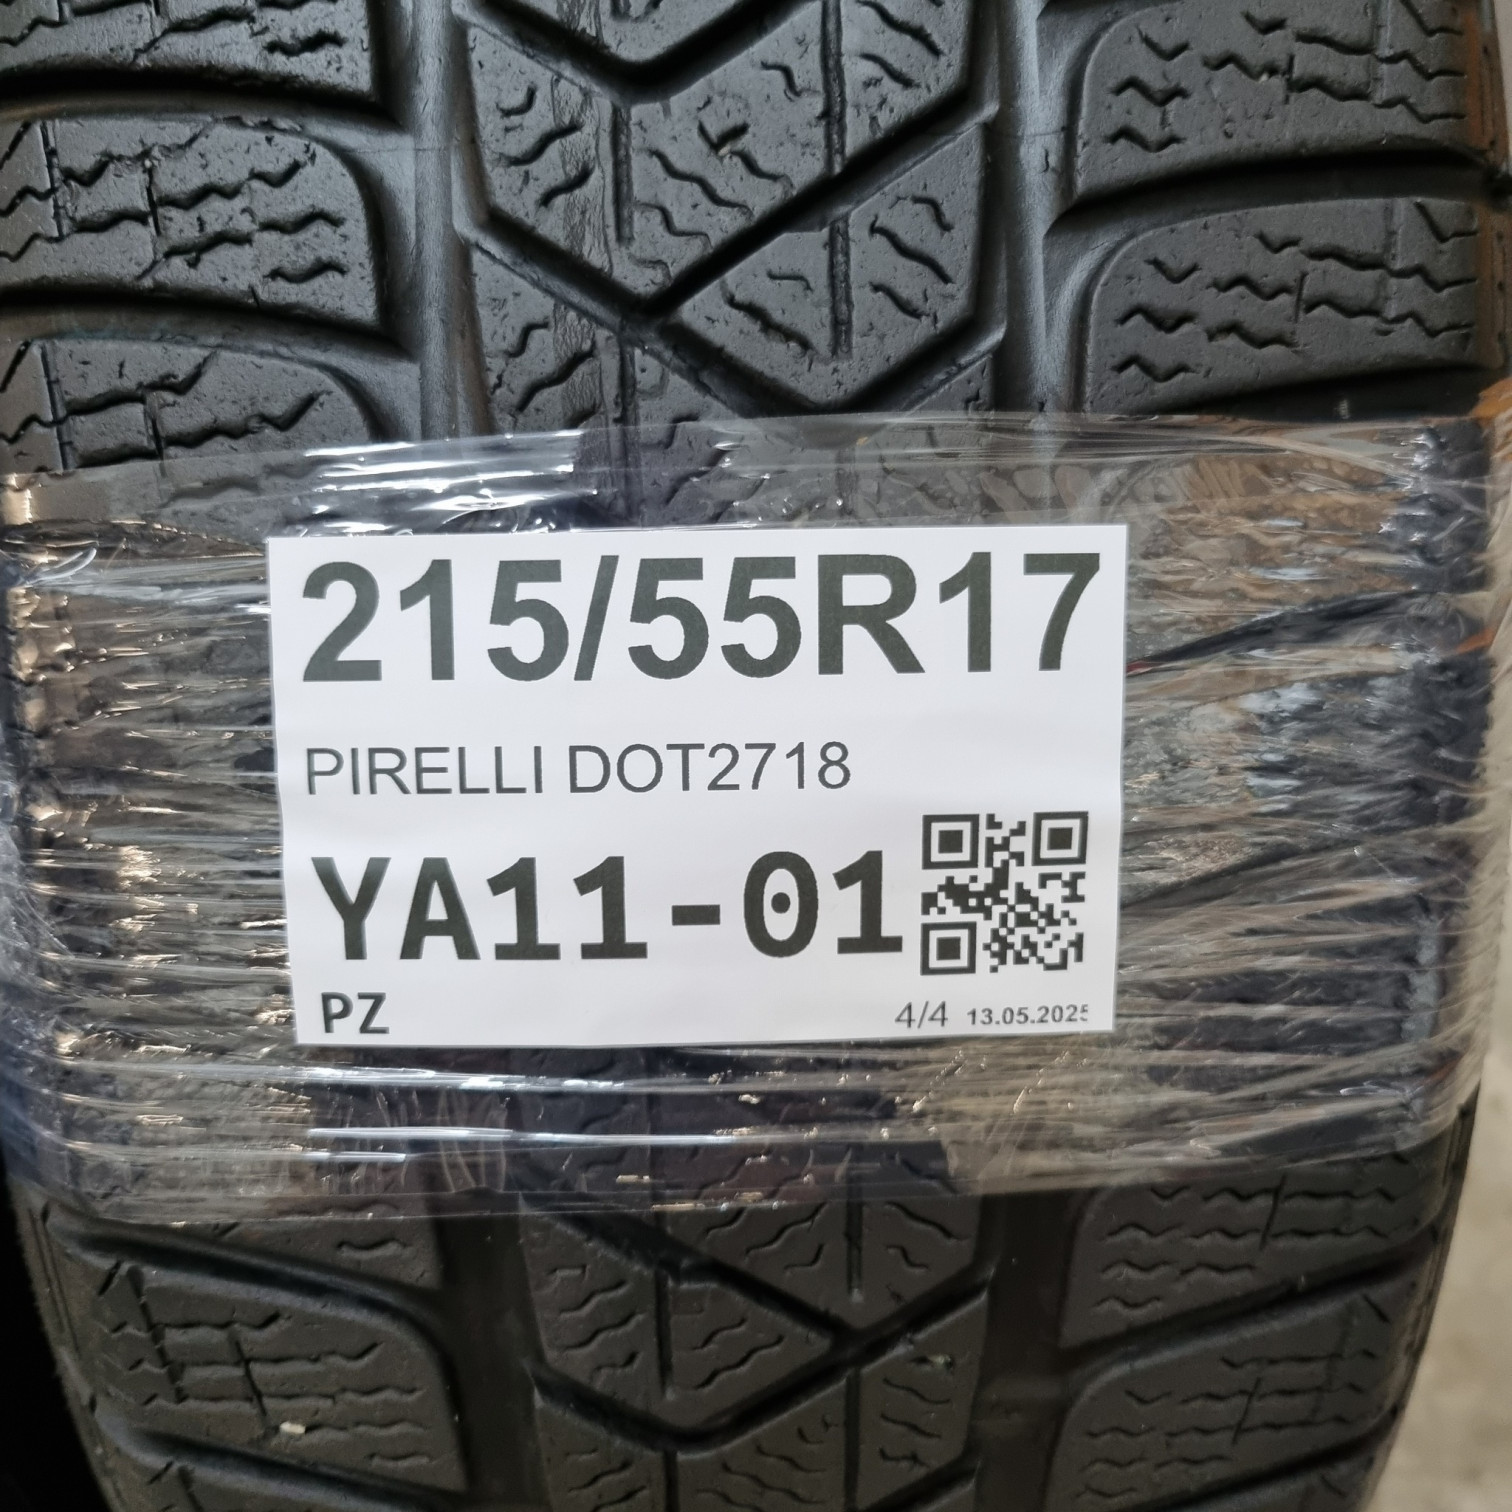 215/55R17
PIRELLI DOT2718
YA11-01
PZ
4/4 13.05.2025